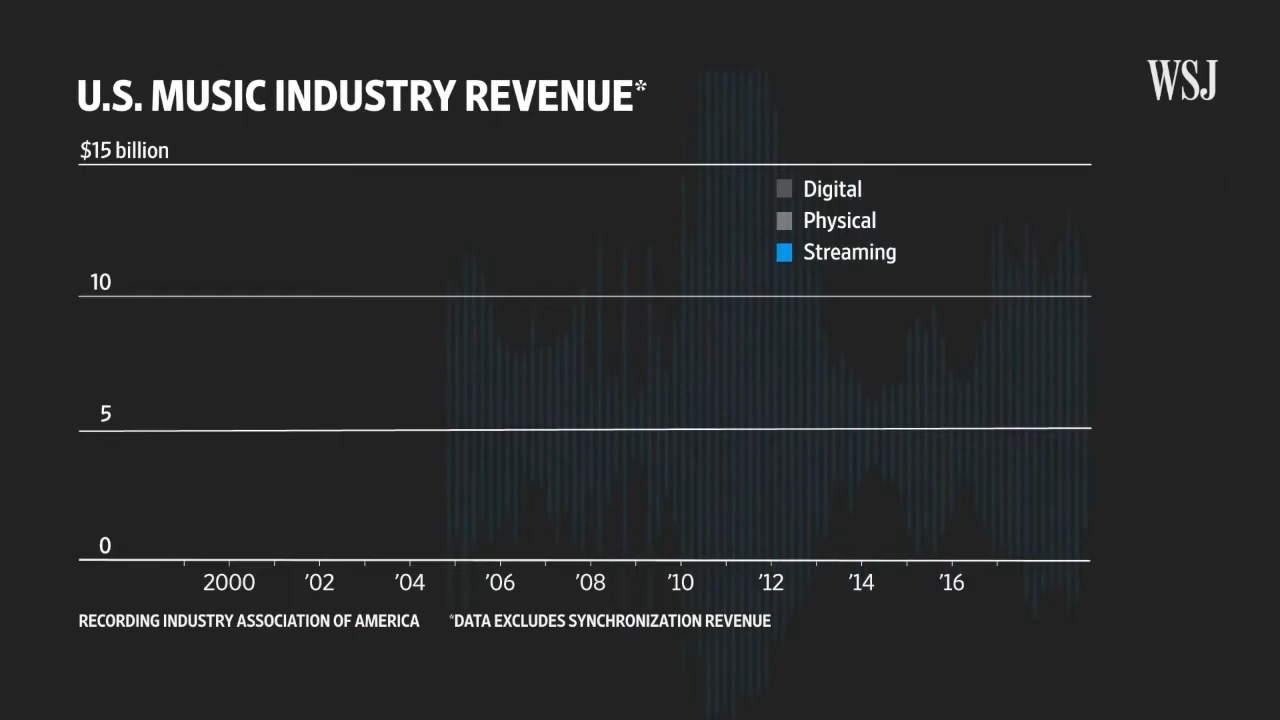 U.S. MUSIC INDUSTRY REVENUE*
WSJ
$15 billion
Digital
Physical
Streaming
10
5
0
2000 ’02 ’04 ’06 ’08 ’10 ’12 ’14 ’16
RECORDING INDUSTRY ASSOCIATION OF AMERICA *DATA EXCLUDES SYNCHRONIZATION REVENUE